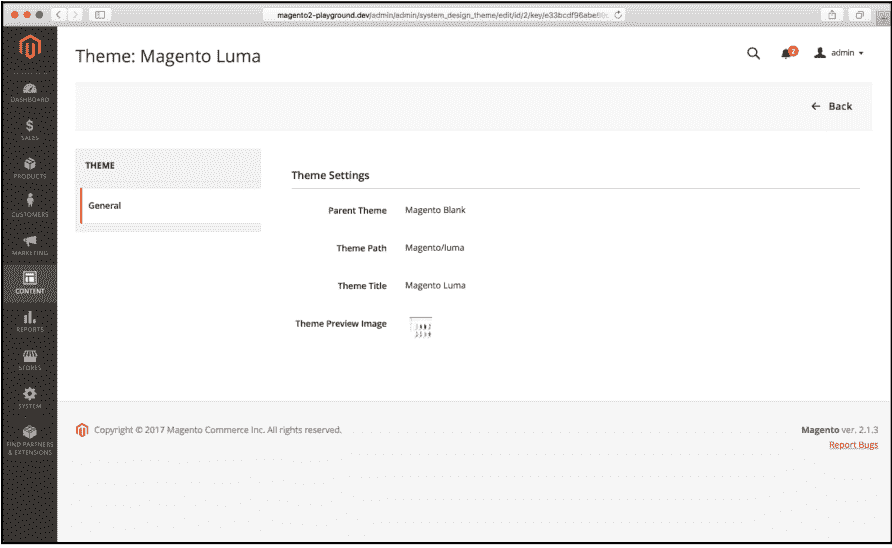 magento2-playground.dev/admin/admin/system_design_theme/edit/id/2/key/e33bcdf96abe
Theme: Magento Luma
2
admin
Back
DASHBOARD
$
SALES
PRODUCTS
CUSTOMERS
MARKETING
CONTENT
REPORTS
STORES
SYSTEM
FIND PARTNERS
& EXTENSIONS
THEME
General
Theme Settings
Parent Theme Magento Blank
Theme Path Magento/luma
Theme Title Magento Luma
Theme Preview Image
Copyright © 2017 Magento Commerce Inc. All rights reserved.
Magento ver. 2.1.3
Report Bugs